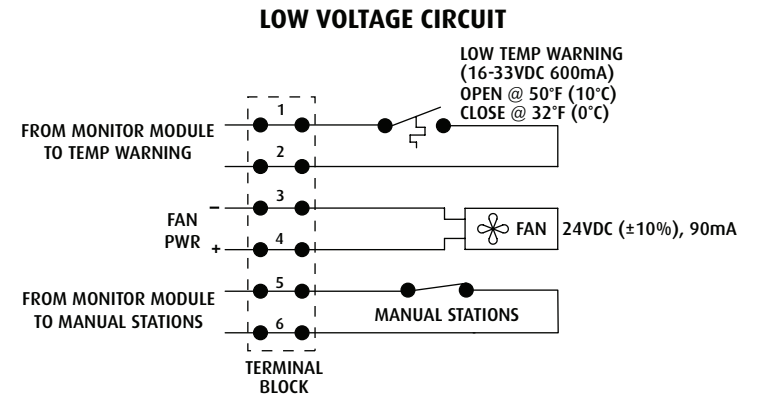 LOW VOLTAGE CIRCUIT
LOW TEMP WARNING
(16-33VDC 600mA)
OPEN @ 50°F (10°C)
CLOSE @ 32°F (0°C)
FROM MONITOR MODULE
TO TEMP WARNING
1
2
3
4
5
6
–
FAN
PWR +
FAN
24VDC (±10%), 90mA
FROM MONITOR MODULE
TO MANUAL STATIONS
MANUAL STATIONS
TERMINAL
BLOCK